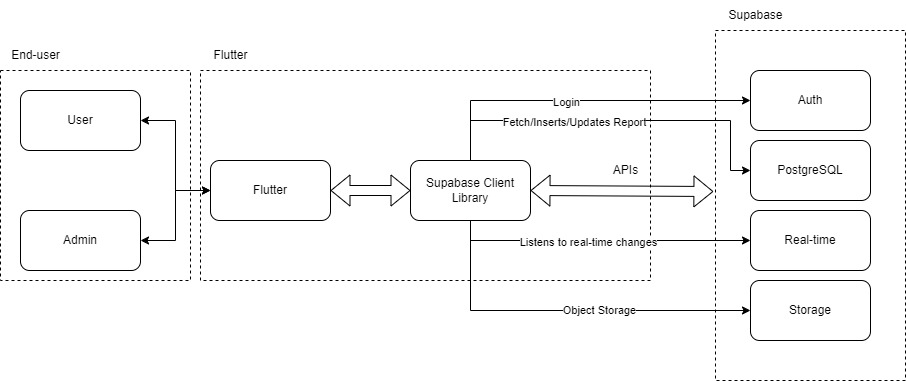 Supabase
End-user
Flutter
User
Admin
Flutter
Supabase Client
Library
Login
Fetch/Inserts/Updates Report
APIs
Listens to real-time changes
Object Storage
Auth
PostgreSQL
Real-time
Storage